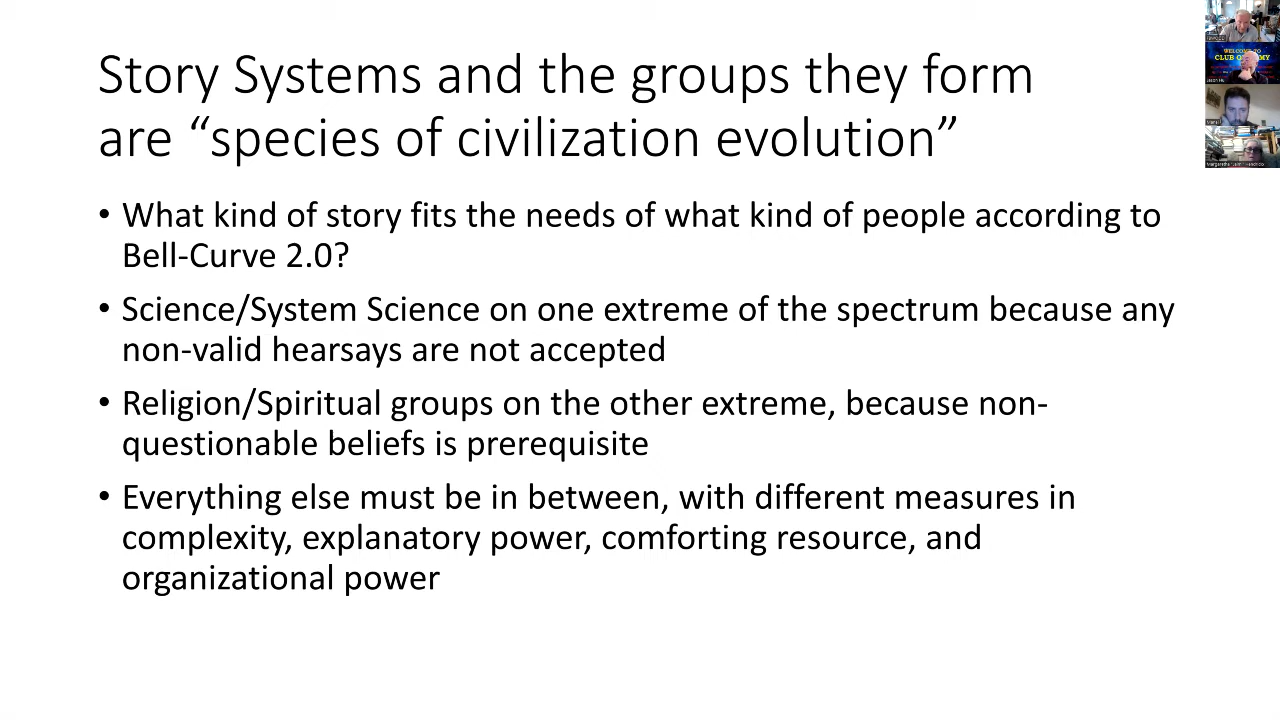 Story Systems and the groups they form
are “species of civilization evolution”
• What kind of story fits the needs of what kind of people according to
Bell-Curve 2.0?
• Science/System Science on one extreme of the spectrum because any
non-valid hearsays are not accepted
• Religion/Spiritual groups on the other extreme, because non-
questionable beliefs is prerequisite
• Everything else must be in between, with different measures in
complexity, explanatory power, comforting resource, and
organizational power
WELCOME TO